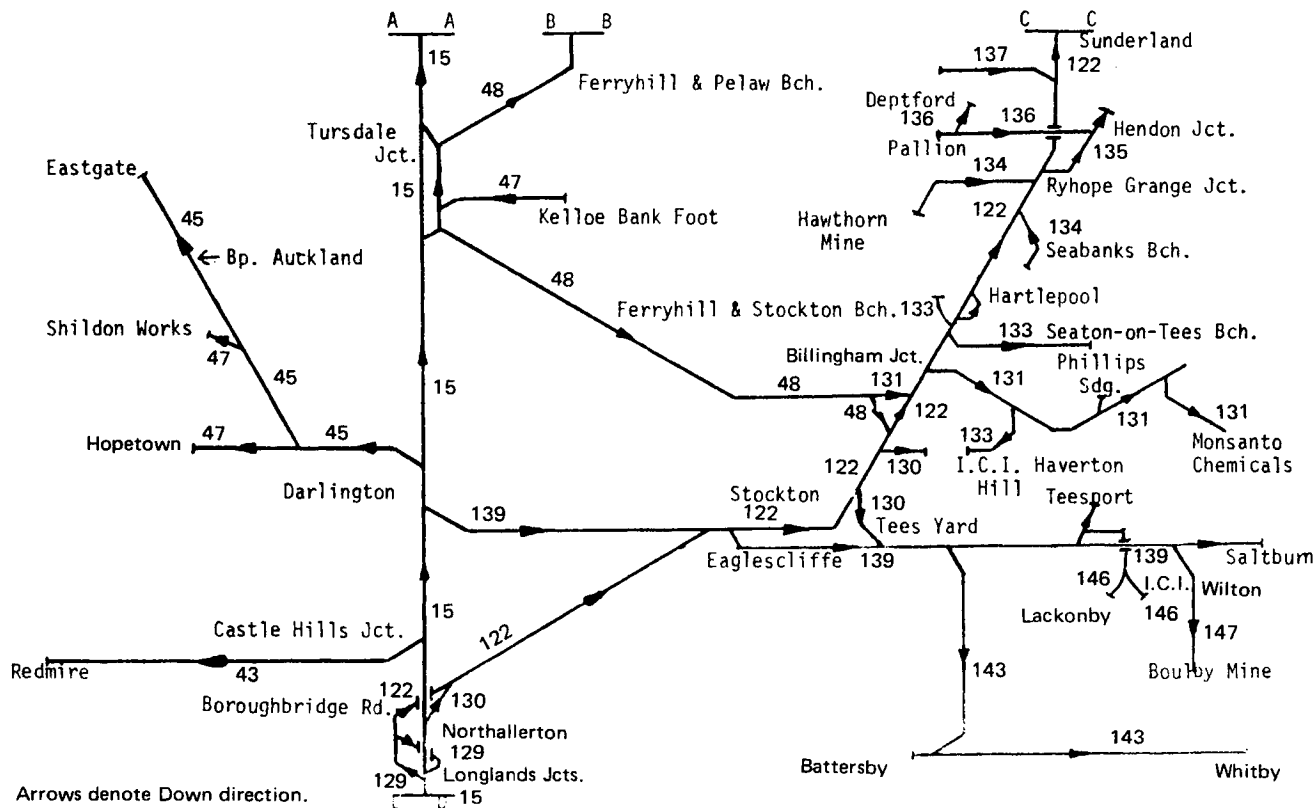 A A
B B
C C
Sunderland
15
137
122
48
Ferryhill & Pelaw Bch.
Deptford
136
136
Hendon Jct.
Tursdale
Jct.
Pallion
135
Eastgate
134
15
47
Ryhope Grange Jct.
45
Kelloe Bank Foot
Hawthorn
Mine
122
134
Bp. Autkland
Seabanks Bch.
48
Hartlepool
Ferryhill & Stockton Bch.
133
Shildon Works
133
Seaton-on-Tees Bch.
47
Billingham Jct.
Phillips
Sdg.
45
15
48
131
131
131
131
48
122
Hopetown
47
45
133
Monsanto
Chemicals
130
I.C.I. Haverton
Hill
122
Darlington
Stockton
130
Teesport
139
122
Tees Yard
Eaglescliffe
139
139
Saltburn
146
I.C.I. Wilton
15
Lackonby
146
Castle Hills Jct.
122
147
Redmire
43
Boulby Mine
122
143
Boroughbridge Rd.
130
Northallerton
129
143
Battersby
Whitby
129
Longlands Jcts.
Arrows denote Down direction.
15